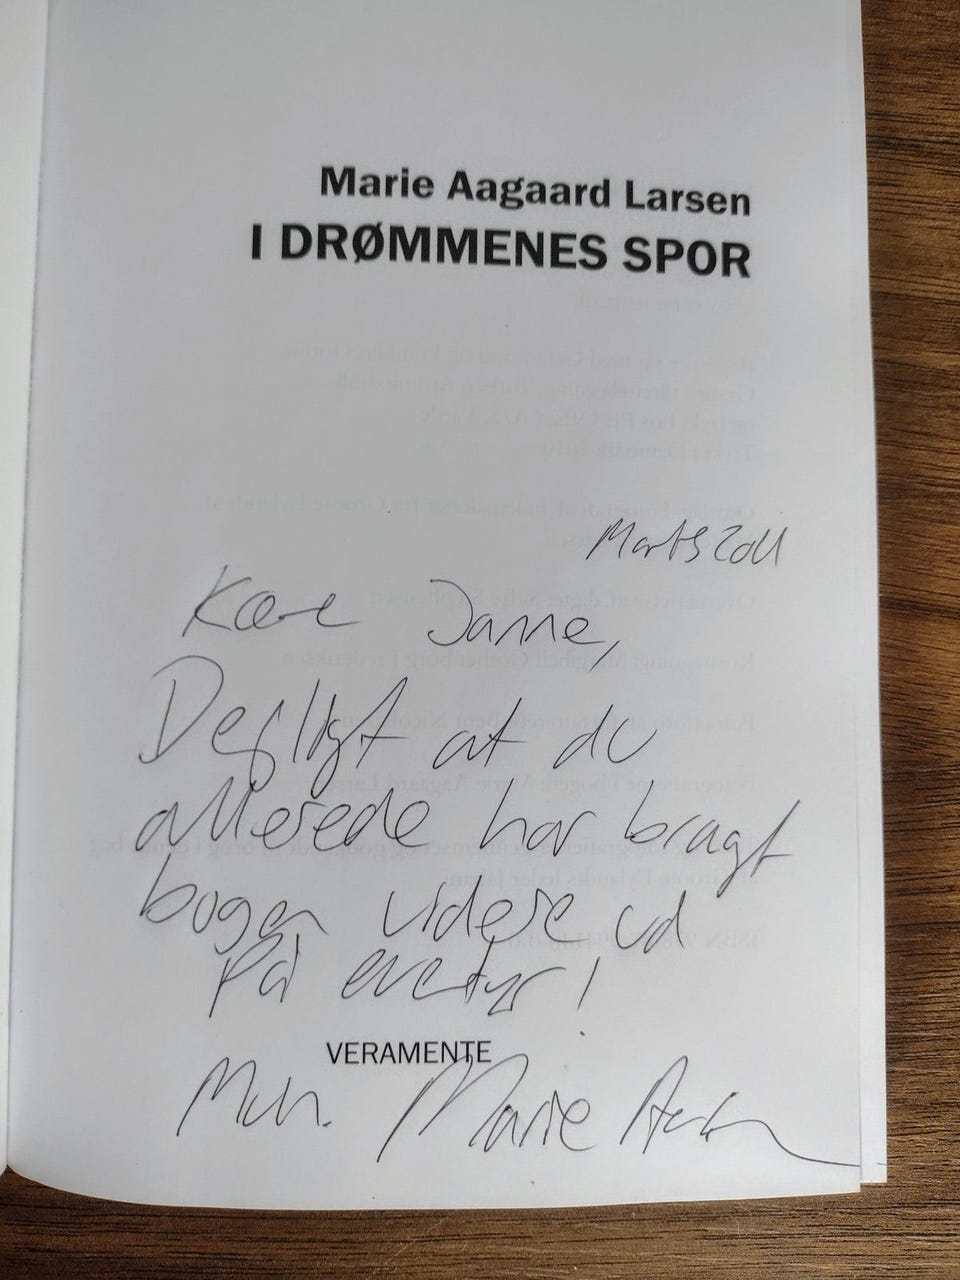 Marie Aagaard Larsen
I DRØMMENES SPOR
Marts 2011
Kære Janne,
Dejligt at du
allerede har bragt
bogen videre ud
på eventyr!
VERAMENTE
Mvh. Marie